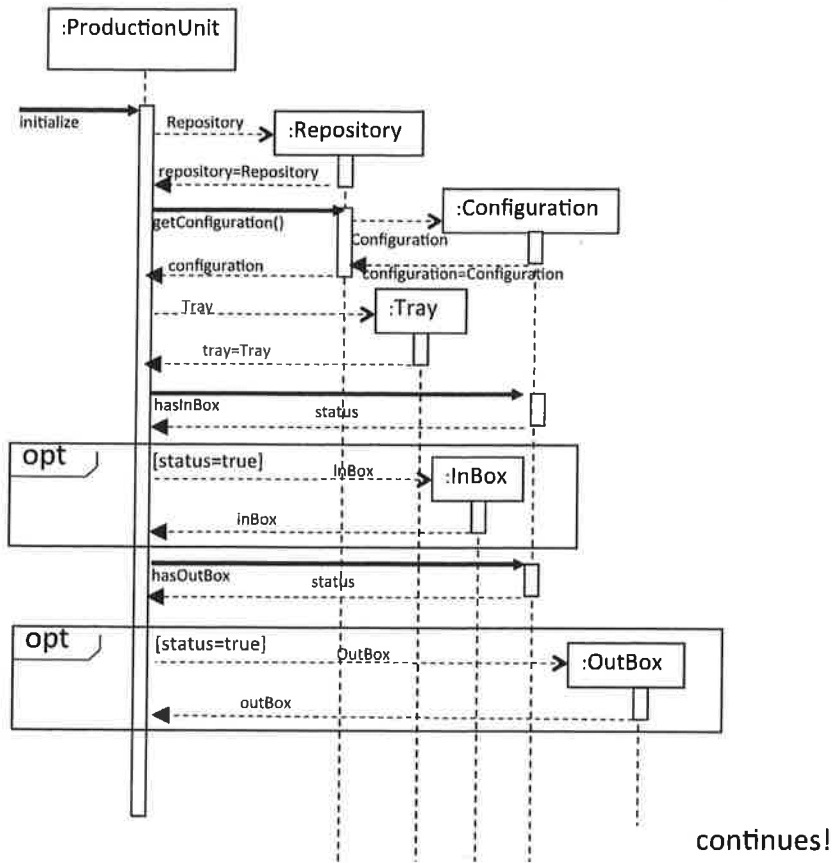 :ProductionUnit
initialize
Repository
:Repository
repository=Repository
getConfiguration()
:Configuration
Configuration
configuration
configuration=Configuration
Tray
:Tray
tray=Tray
hasInBox
status
opt
[status=true]
InBox
:InBox
inBox
hasOutBox
status
opt
[status=true]
OutBox
:OutBox
outBox
continues!